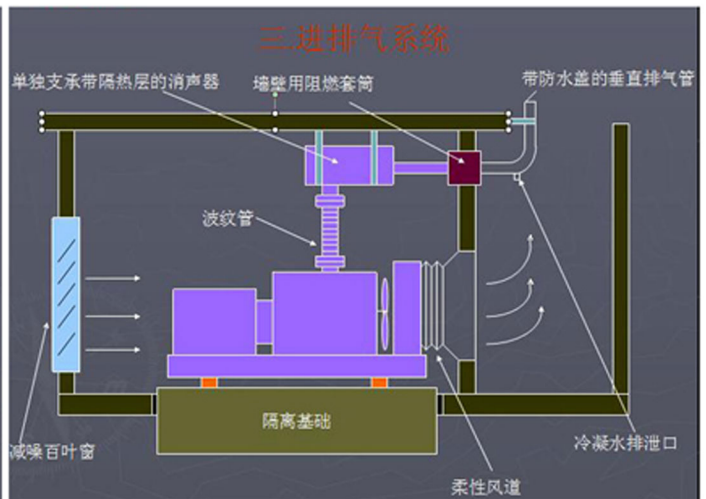 三.进排气系统
单独支承带隔热层的消声器
墙壁用阻燃套筒
带防水盖的垂直排气管
波纹管
隔离基础
减噪百叶窗
冷凝水排泄口
柔性风道